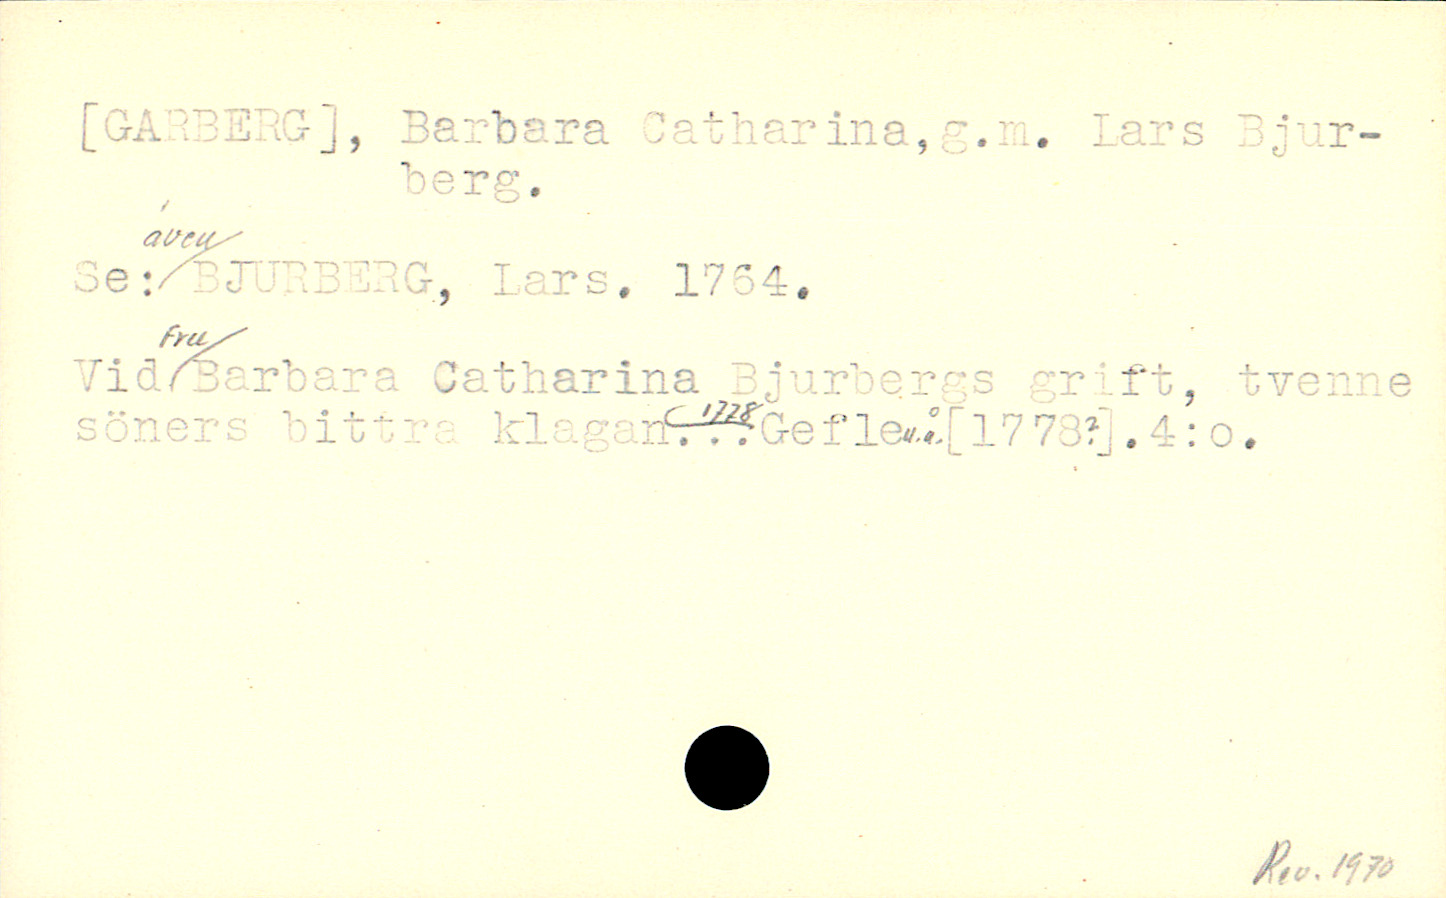 [GARBERG], Barbara Catharina,g.m. Lars Bjur-
berg.
även
Se: BJURBERG, Lars. 1764.
Fru
Vid Barbara Catharina Bjurbergs grift, tvenne
1778
söners bittra klagan...Gefle u.å.[1778?].4:o.
Rev. 1970